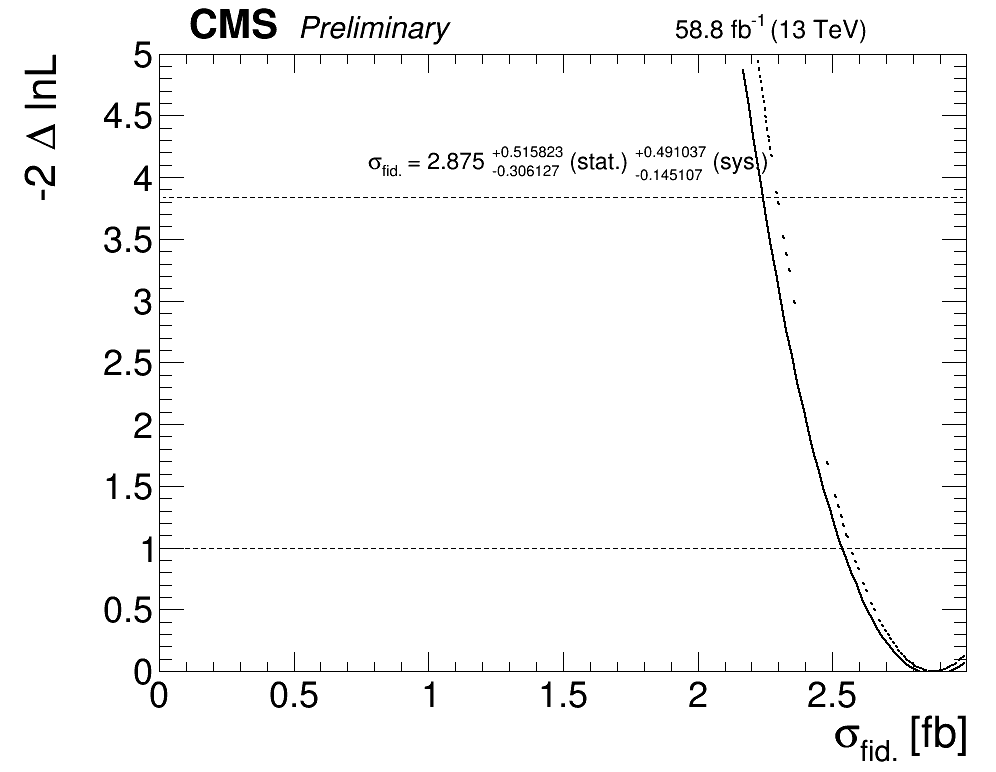 CMS Preliminary 58.8 fb⁻¹ (13 TeV)
-2 Δ lnL
5
4.5
σfid. = 2.875 +0.515823 -0.306127 (stat.) +0.491037 -0.145107 (sys.)
4
3.5
3
2.5
2
1.5
1
0.5
0
0 0.5 1 1.5 2 2.5
σfid. [fb]